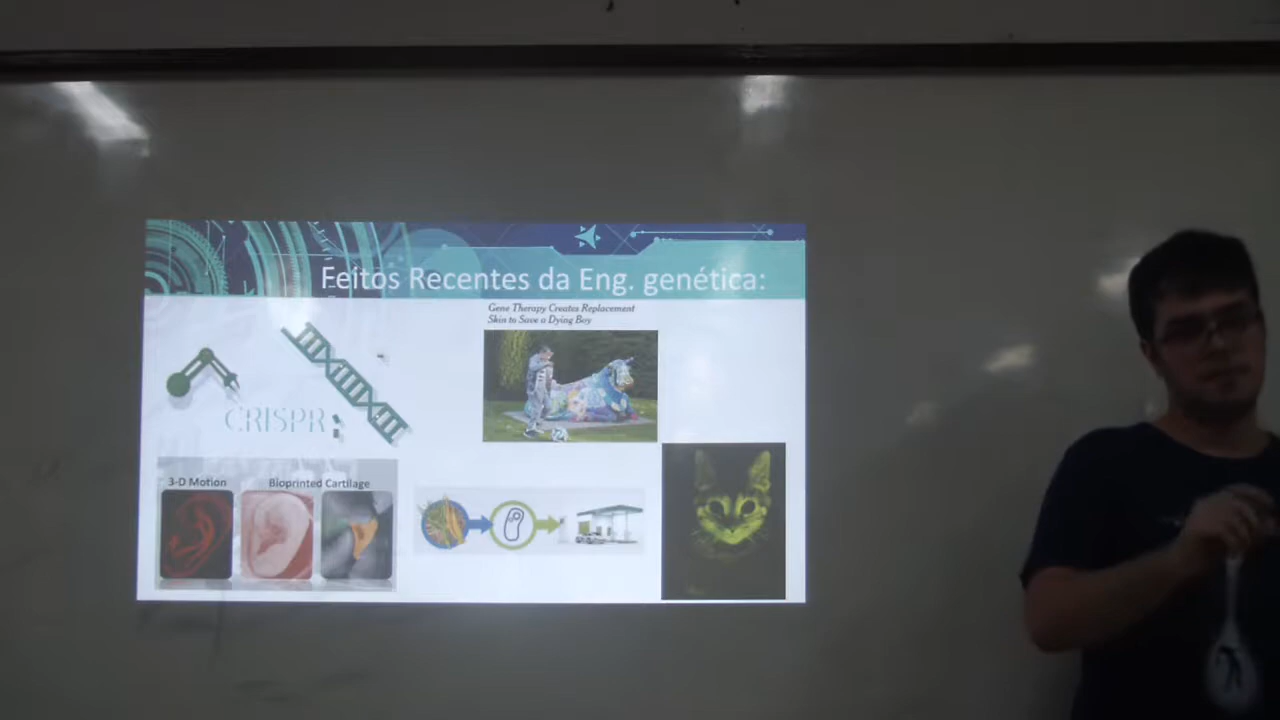 Feitos Recentes da Eng. genética:
Gene Therapy Creates Replacement
Skin to Save a Dying Boy
CRISPR
3-D Motion
Bioprinted Cartilage